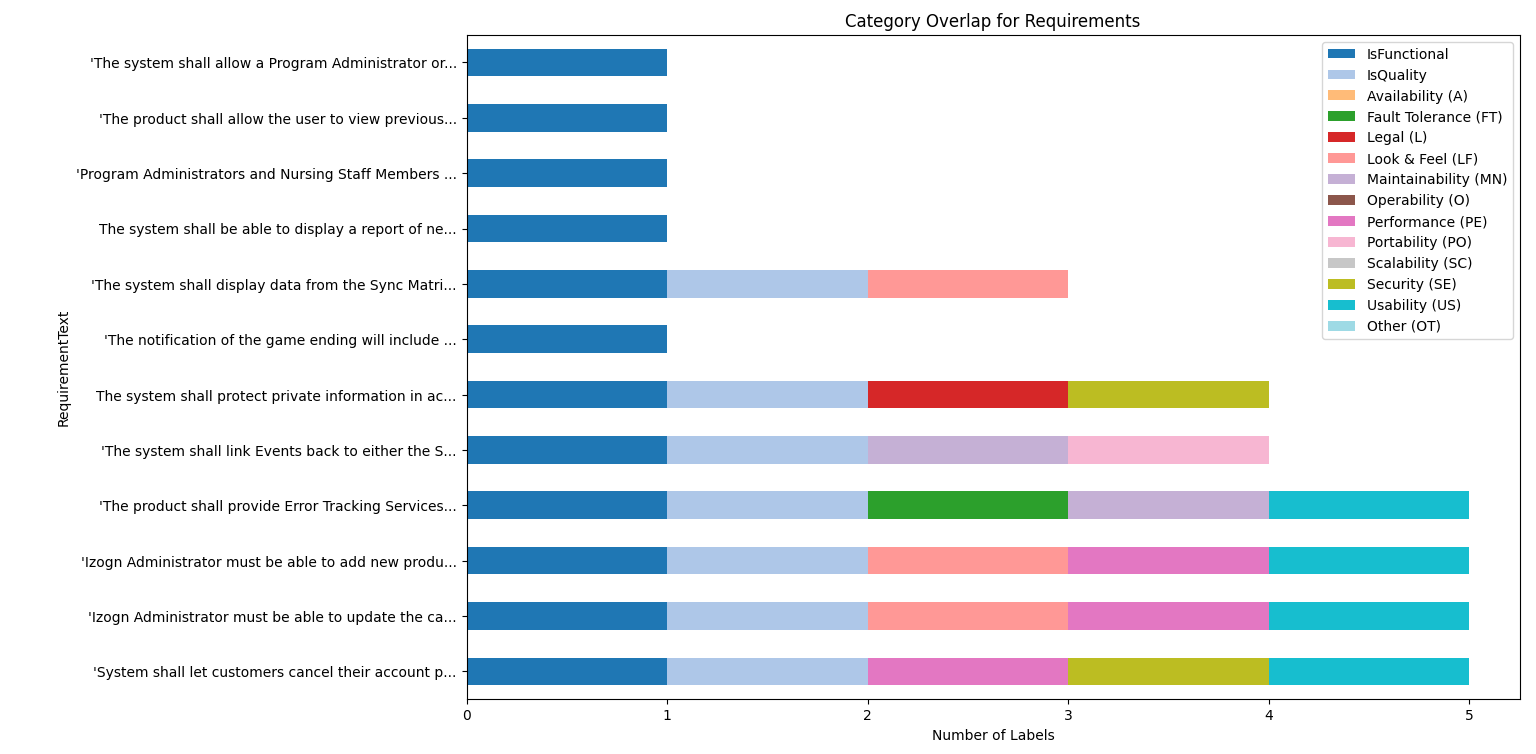 Category Overlap for Requirements
'The system shall allow a Program Administrator or...
'The product shall allow the user to view previous...
'Program Administrators and Nursing Staff Members ...
The system shall be able to display a report of ne...
'The system shall display data from the Sync Matri...
'The notification of the game ending will include ...
The system shall protect private information in ac...
'The system shall link Events back to either the S...
'The product shall provide Error Tracking Services...
'Izogn Administrator must be able to add new produ...
'Izogn Administrator must be able to update the ca...
'System shall let customers cancel their account p...
RequirementText
IsFunctional
IsQuality
Availability (A)
Fault Tolerance (FT)
Legal (L)
Look & Feel (LF)
Maintainability (MN)
Operability (O)
Performance (PE)
Portability (PO)
Scalability (SC)
Security (SE)
Usability (US)
Other (OT)
0 1 2 3 4 5
Number of Labels